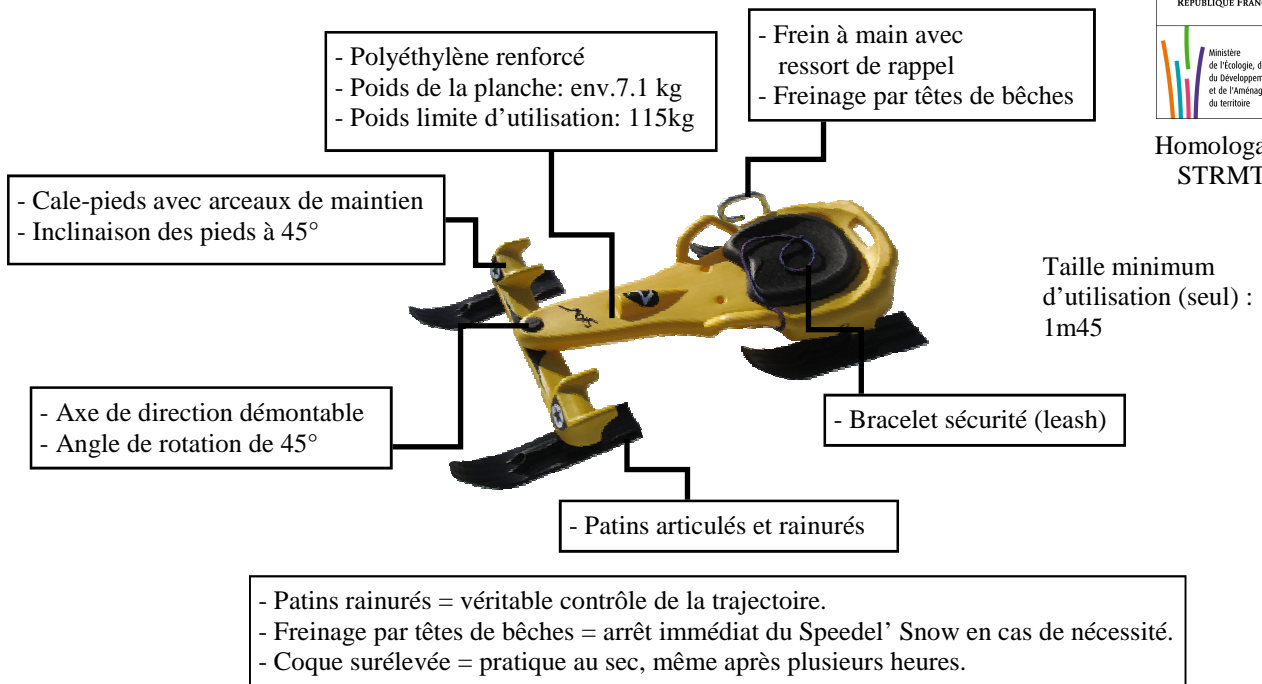 RÉPUBLIQUE FRANÇ
Ministère
de l'Écologie, d
du Développem
et de l'Aménag
du territoire
Homologa
STRMT
- Polyéthylène renforcé
- Poids de la planche: env.7.1 kg
- Poids limite d'utilisation: 115kg
- Frein à main avec
ressort de rappel
- Freinage par têtes de bêches
- Cale-pieds avec arceaux de maintien
- Inclinaison des pieds à 45°
Taille minimum
d'utilisation (seul) :
1m45
- Axe de direction démontable
- Angle de rotation de 45°
- Bracelet sécurité (leash)
- Patins articulés et rainurés
- Patins rainurés = véritable contrôle de la trajectoire.
- Freinage par têtes de bêches = arrêt immédiat du Speedel' Snow en cas de nécessité.
- Coque surélevée = pratique au sec, même après plusieurs heures.